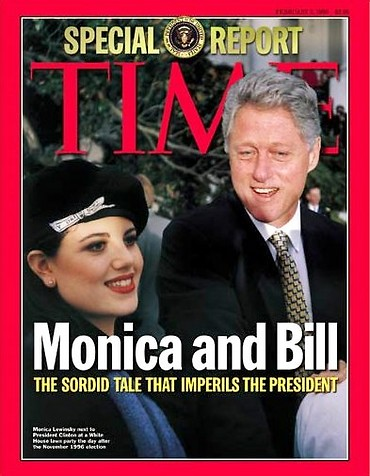 SPECIAL REPORT
TIME
Monica and Bill
THE SORDID TALE THAT IMPERILS THE PRESIDENT
Monica Lewinsky next to
President Clinton at a White
House lawn party the day after
the November 1996 election